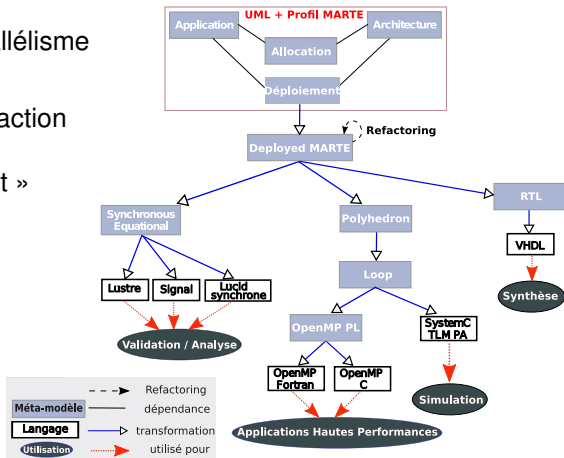 allélisme
action
t »
UML + Profil MARTE
Application
Architecture
Allocation
Déploiement
Refactoring
Deployed MARTE
Synchronous
Equational
Polyhedron
RTL
VHDL
Loop
Lustre
Signal
Lucid
synchrone
Synthèse
OpenMP PL
SystemC
TLM PA
Validation / Analyse
OpenMP
Fortran
OpenMP
C
Simulation
Applications Hautes Performances
Refactoring
Méta-modèle
dépendance
Langage
transformation
Utilisation
utilisé pour